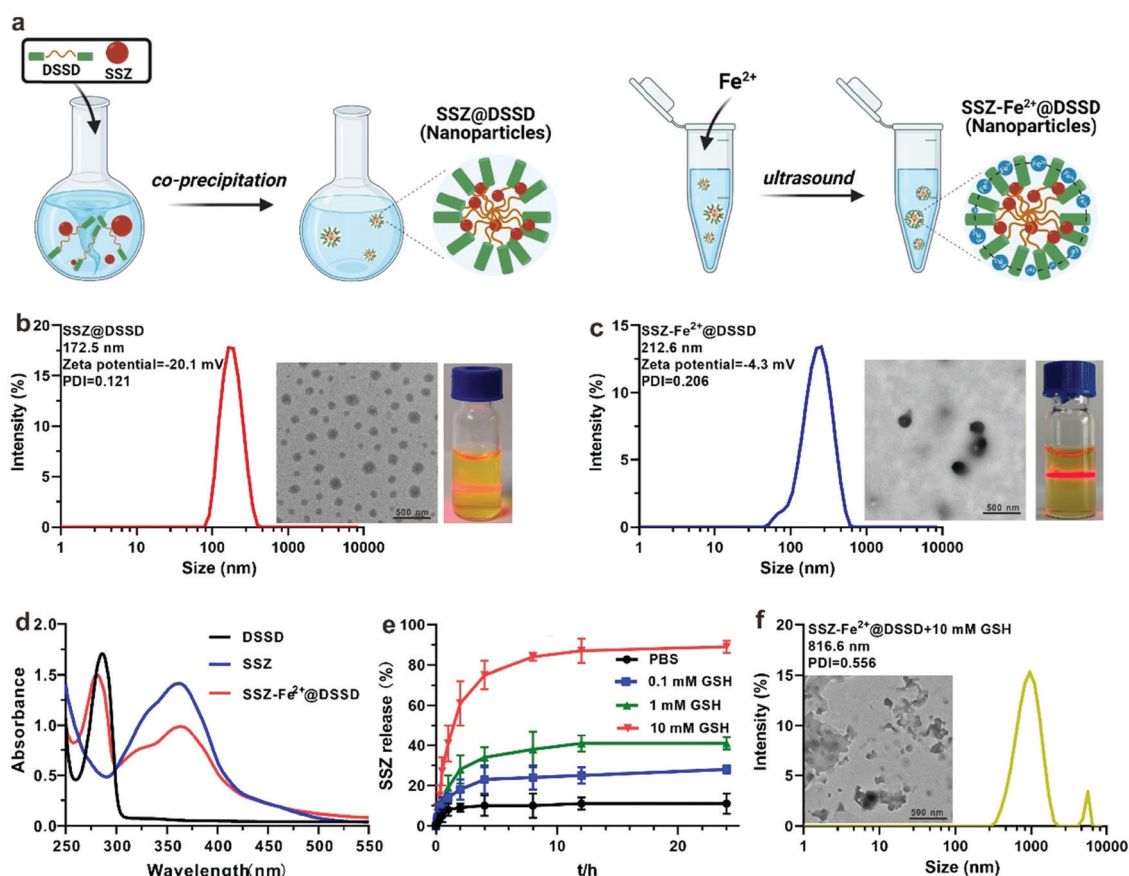 a
DSSD
SSZ
co-precipitation
SSZ@DSSD
(Nanoparticles)
Fe²⁺
ultrasound
SSZ-Fe²⁺@DSSD
(Nanoparticles)
b
SSZ@DSSD
172.5 nm
Zeta potential=-20.1 mV
PDI=0.121
20
15
10
5
0
Intensity (%)
1
10
100
1000
10000
Size (nm)
500 nm
c
SSZ-Fe²⁺@DSSD
212.6 nm
Zeta potential=-4.3 mV
PDI=0.206
15
10
5
0
Intensity (%)
1
10
100
1000
10000
Size (nm)
500 nm
d
2.0
1.5
1.0
0.5
0.0
Absorbance
DSSD
SSZ
SSZ-Fe²⁺@DSSD
250
300
350
400
450
500
550
Wavelength(nm)
e
100
80
60
40
20
0
SSZ release (%)
PBS
0.1 mM GSH
1 mM GSH
10 mM GSH
0
10
20
t/h
f
SSZ-Fe²⁺@DSSD+10 mM GSH
816.6 nm
PDI=0.556
20
15
10
5
0
Intensity (%)
500 nm
1
10
100
1000
10000
Size (nm)